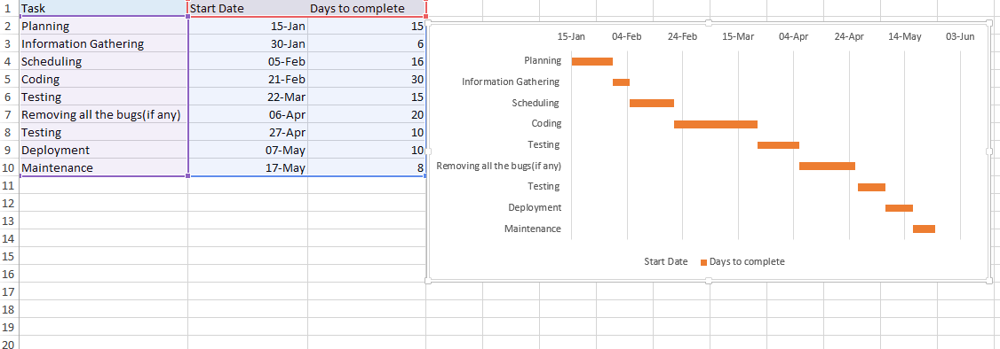 1 Task Start Date Days to complete
2 Planning 15-Jan 15
3 Information Gathering 30-Jan 6
4 Scheduling 05-Feb 16
5 Coding 21-Feb 30
6 Testing 22-Mar 15
7 Removing all the bugs(if any) 06-Apr 20
8 Testing 27-Apr 10
9 Deployment 07-May 10
10 Maintenance 17-May 8
11
12
13
14
15
16
17
18
19
20
15-Jan 04-Feb 24-Feb 15-Mar 04-Apr 24-Apr 14-May 03-Jun
Planning
Information Gathering
Scheduling
Coding
Testing
Removing all the bugs(if any)
Testing
Deployment
Maintenance
Start Date Days to complete